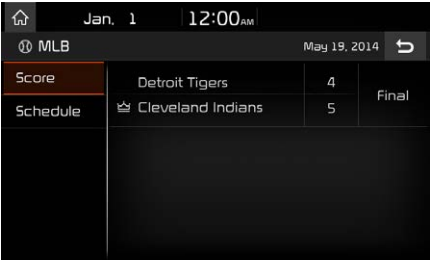 Jan. 1 12:00AM
MLB May 19, 2014
Score
Schedule
Detroit Tigers 4
Cleveland Indians 5
Final